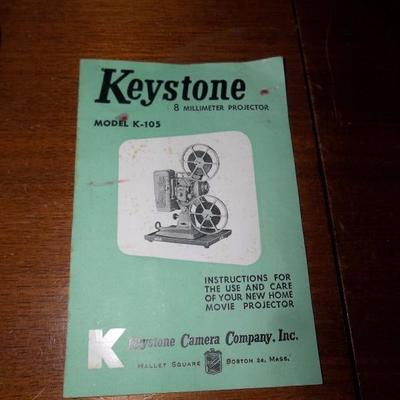 Keystone
8 MILLIMETER PROJECTOR
MODEL K-105
INSTRUCTIONS FOR
THE USE AND CARE
OF YOUR NEW HOME
MOVIE PROJECTOR
K Keystone Camera Company, Inc.
HALLET SQUARE BOSTON 24, MASS.